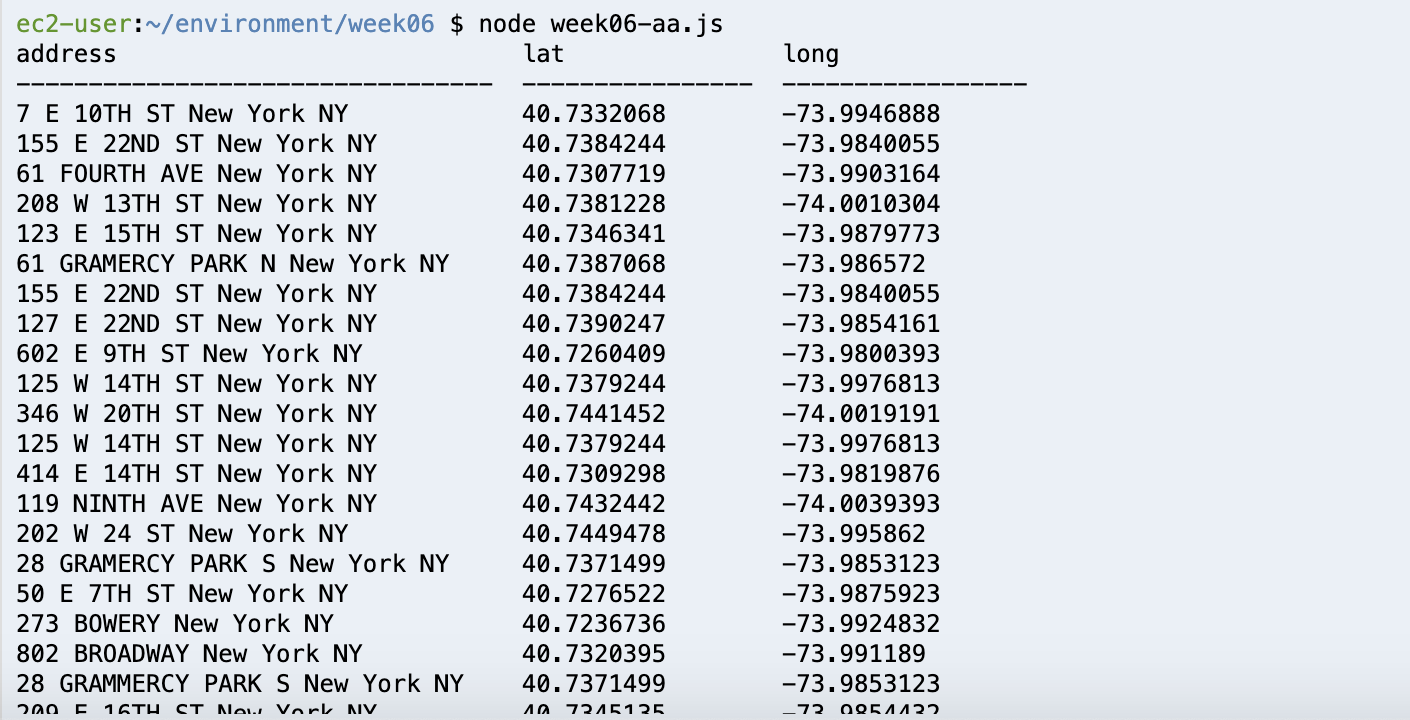 ec2-user:~/environment/week06 $ node week06-aa.js
address lat long
--------------------------------- ---------------- -----------------
7 E 10TH ST New York NY 40.7332068 -73.9946888
155 E 22ND ST New York NY 40.7384244 -73.9840055
61 FOURTH AVE New York NY 40.7307719 -73.9903164
208 W 13TH ST New York NY 40.7381228 -74.0010304
123 E 15TH ST New York NY 40.7346341 -73.9879773
61 GRAMERCY PARK N New York NY 40.7387068 -73.986572
155 E 22ND ST New York NY 40.7384244 -73.9840055
127 E 22ND ST New York NY 40.7390247 -73.9854161
602 E 9TH ST New York NY 40.7260409 -73.9800393
125 W 14TH ST New York NY 40.7379244 -73.9976813
346 W 20TH ST New York NY 40.7441452 -74.0019191
125 W 14TH ST New York NY 40.7379244 -73.9976813
414 E 14TH ST New York NY 40.7309298 -73.9819876
119 NINTH AVE New York NY 40.7432442 -74.0039393
202 W 24 ST New York NY 40.7449478 -73.995862
28 GRAMERCY PARK S New York NY 40.7371499 -73.9853123
50 E 7TH ST New York NY 40.7276522 -73.9875923
273 BOWERY New York NY 40.7236736 -73.9924832
802 BROADWAY New York NY 40.7320395 -73.991189
28 GRAMMERCY PARK S New York NY 40.7371499 -73.9853123
209 E 16TH ST New York NY 40.7345135 -73.9854432